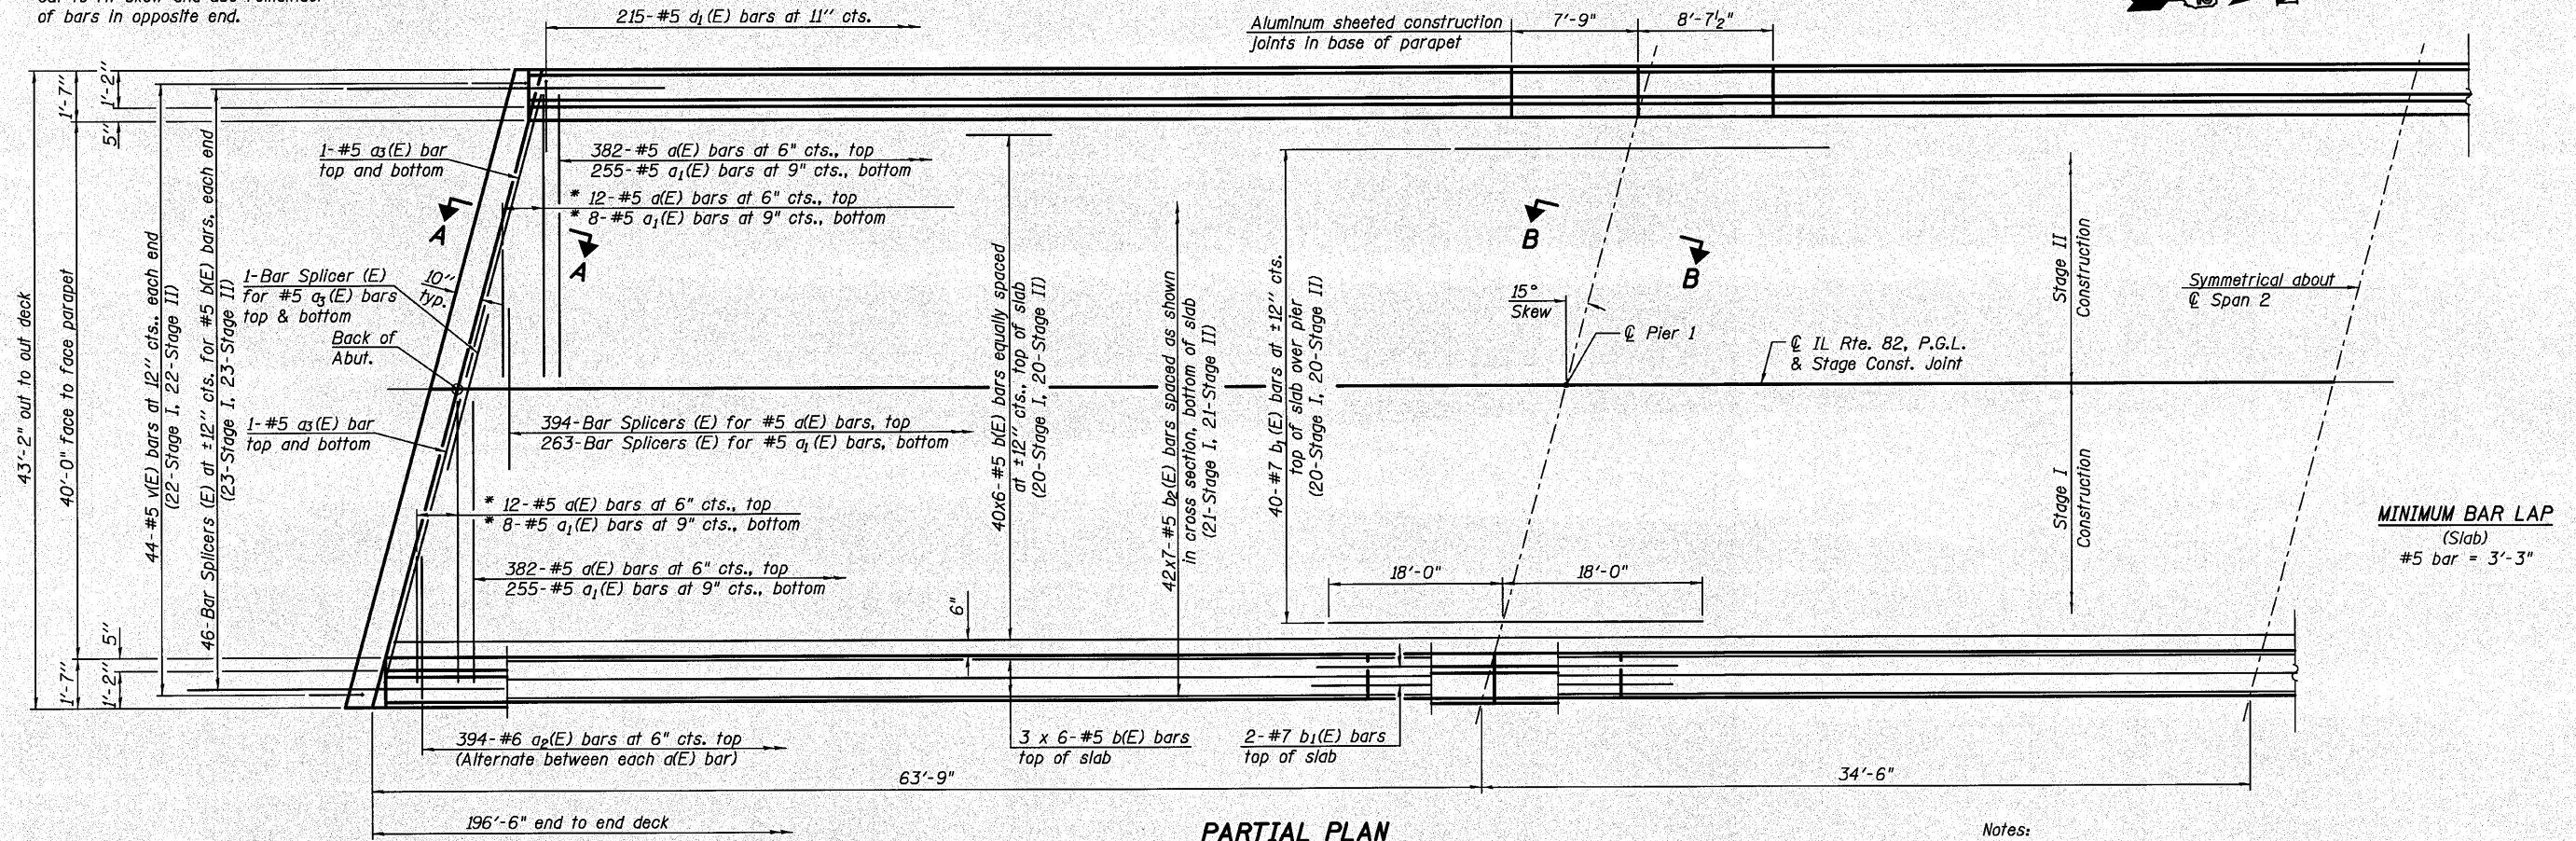 of bars in opposite end.
215-#5 d1(E) bars at 11" cts.
Aluminum sheeted construction
joints in base of parapet
7'-9"
8'-7½"
1'-7"
1'-2"
5"
1-#5 a3(E) bar
top and bottom
382-#5 a(E) bars at 6" cts., top
255-#5 a1(E) bars at 9" cts., bottom
* 12-#5 a(E) bars at 6" cts., top
* 8-#5 a1(E) bars at 9" cts., bottom
A
A
B
B
43'-2" out to out deck
40'-0" face to face parapet
44-#5 v(E) bars at 12" cts., each end
(22-Stage I, 22-Stage II)
46-Bar Splicers (E) at ±12" cts. for #5 b(E) bars, each end
(23-Stage I, 23-Stage II)
1-Bar Splicer (E)
for #5 a3(E) bars
top & bottom
10"
typ.
Back of
Abut.
40x6-#5 b(E) bars equally spaced
at ±12" cts., top of slab
(20-Stage I, 20-Stage II)
42x7-#5 b2(E) bars spaced as shown
in cross section, bottom of slab
(21-Stage I, 21-Stage II)
40-#7 b1(E) bars at ±12" cts.
top of slab over pier
(20-Stage I, 20-Stage II)
15°
Skew
℄ Pier 1
℄ IL Rte. 82, P.G.L.
& Stage Const. Joint
Stage II
Construction
Symmetrical about
℄ Span 2
1-#5 a3(E) bar
top and bottom
394-Bar Splicers (E) for #5 a(E) bars, top
263-Bar Splicers (E) for #5 a1(E) bars, bottom
* 12-#5 a(E) bars at 6" cts., top
* 8-#5 a1(E) bars at 9" cts., bottom
382-#5 a(E) bars at 6" cts., top
255-#5 a1(E) bars at 9" cts., bottom
Stage I
Construction
MINIMUM BAR LAP
(Slab)
#5 bar = 3'-3"
18'-0"
18'-0"
6"
5"
1'-7"
1'-2"
394-#6 a2(E) bars at 6" cts. top
(Alternate between each a(E) bar)
3 x 6-#5 b(E) bars
top of slab
2-#7 b1(E) bars
top of slab
63'-9"
34'-6"
196'-6" end to end deck
PARTIAL PLAN
Notes: